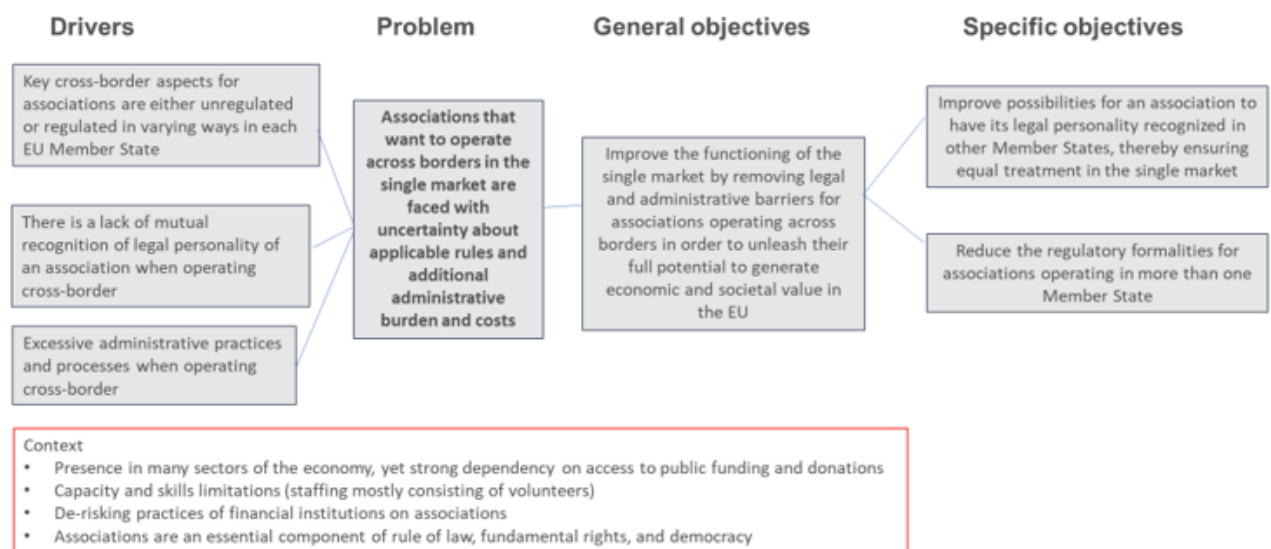 Drivers
Problem
General objectives
Specific objectives
Key cross-border aspects for
associations are either unregulated
or regulated in varying ways in each
EU Member State
There is a lack of mutual
recognition of legal personality of
an association when operating
cross-border
Excessive administrative practices
and processes when operating
cross-border
Associations that
want to operate
across borders in the
single market are
faced with
uncertainty about
applicable rules and
additional
administrative
burden and costs
Improve the functioning of the
single market by removing legal
and administrative barriers for
associations operating across
borders in order to unleash their
full potential to generate
economic and societal value in
the EU
Improve possibilities for an association to
have its legal personality recognized in
other Member States, thereby ensuring
equal treatment in the single market
Reduce the regulatory formalities for
associations operating in more than one
Member State
Context
• Presence in many sectors of the economy, yet strong dependency on access to public funding and donations
• Capacity and skills limitations (staffing mostly consisting of volunteers)
• De-risking practices of financial institutions on associations
• Associations are an essential component of rule of law, fundamental rights, and democracy